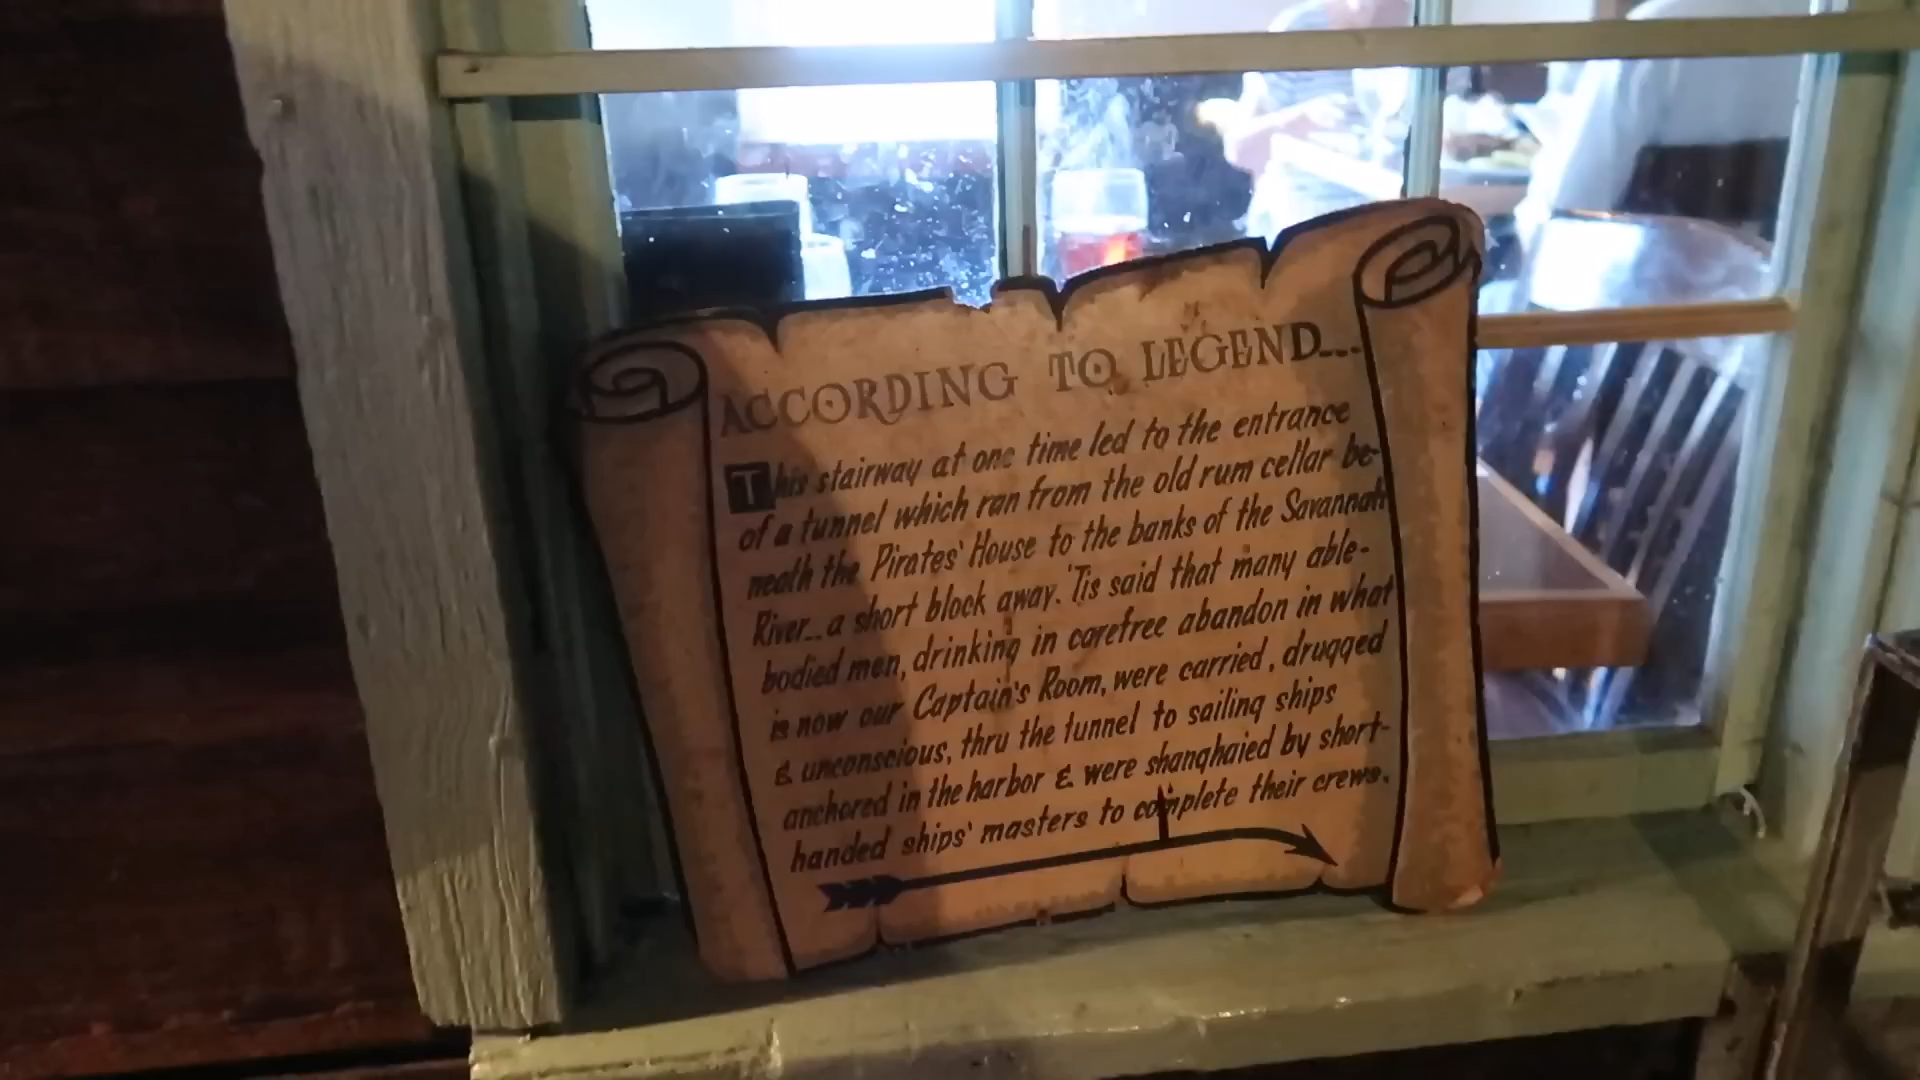 ACCORDING TO LEGEND...
This stairway at one time led to the entrance
of a tunnel which ran from the old rum cellar be-
neath the Pirates' House to the banks of the Savannah
River... a short block away. 'Tis said that many able-
bodied men, drinking in carefree abandon in what
is now our Captain's Room, were carried, drugged
& unconscious, thru the tunnel to sailing ships
anchored in the harbor & were shanghaied by short-
handed ships' masters to complete their crews.